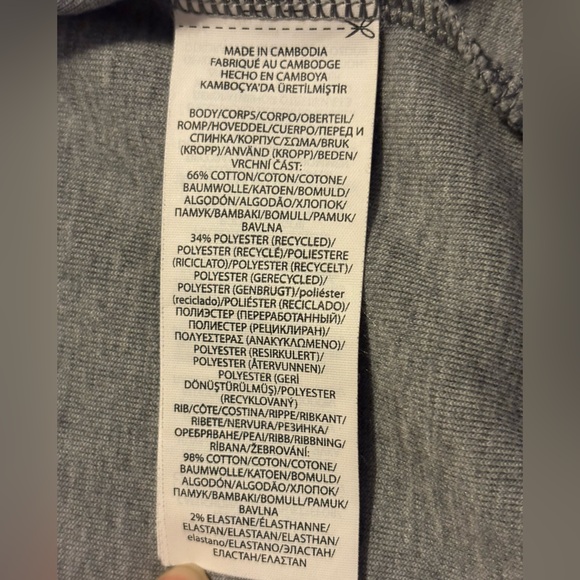 MADE IN CAMBODIA
FABRIQUÉ AU CAMBODGE
HECHO EN CAMBOYA
KAMBOÇYA'DA ÜRETİLMİŞTİR
BODY/CORPS/CORPO/OBERTEIL/
ROMP/HOVEDDEL/CUERPO/ПЕРЕД И
СПИНКА/КОРПУС/ΣΩΜΑ/BRUK
(KROPP)/ANVÄND (KROPP)/BEDEN/
VRCHNÍ ČÁST:
66% COTTON/COTON/COTONE/
BAUMWOLLE/KATOEN/BOMULD/
ALGODÓN/ALGODÃO/ХЛОПОК/
ПАМУК/ΒΑΜΒΑΚΙ/BOMULL/PAMUK/
BAVLNA
34% POLYESTER (RECYCLED)/
POLYESTER (RECYCLÉ)/POLIESTERE
(RICICLATO)/POLYESTER (RECYCELT)/
POLYESTER (GERECYCLED)/
POLYESTER (GENBRUGT)/poliéster
(reciclado)/POLIÉSTER (RECICLADO)/
ПОЛИЭСТЕР (ПЕРЕРАБОТАННЫЙ)/
ПОЛИЕСТЕР (РЕЦИКЛИРАН)/
ΠΟΛΥΕΣΤΕΡΑΣ (ΑΝΑΚΥΚΛΩΜΕΝΟ)/
POLYESTER (RESIRKULERT)/
POLYESTER (ÅTERVUNNEN)/
POLYESTER (GERİ
DÖNÜŞTÜRÜLMÜŞ)/POLYESTER
(RECYKLOVANÝ)
RIB/CÔTE/COSTINA/RIPPE/RIBKANT/
RIBETE/NERVURA/РЕЗИНКА/
ОРЕБРЯВАНЕ/ΡΕΛΙ/RIBB/RIBBNING/
RİBANA/ŽEBROVÁNÍ:
98% COTTON/COTON/COTONE/
BAUMWOLLE/KATOEN/BOMULD/
ALGODÓN/ALGODÃO/ХЛОПОК/
ПАМУК/ΒΑΜΒΑΚΙ/BOMULL/PAMUK/
BAVLNA
2% ELASTANE/ÉLASTHANNE/
ELASTAN/ELASTAAN/ELASTHAN/
elastano/ELASTANO/ЭЛАСТАН/
ЕЛАСТАН/ΕΛΑΣΤΑΝ